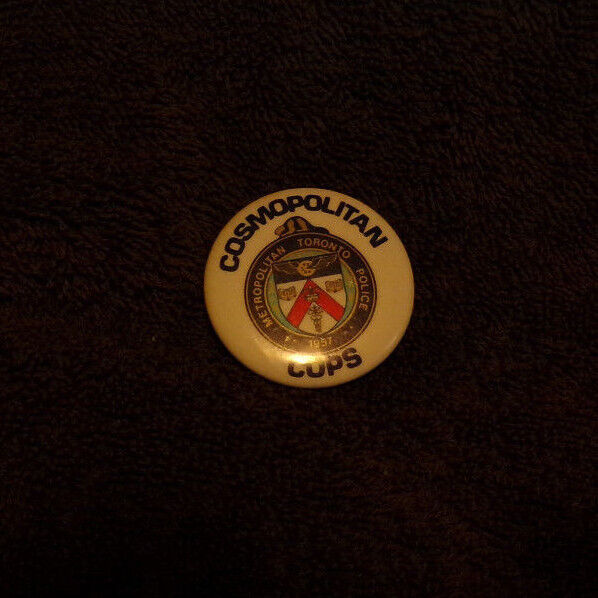 COSMOPOLITAN
METROPOLITAN TORONTO POLICE
1957
COPS